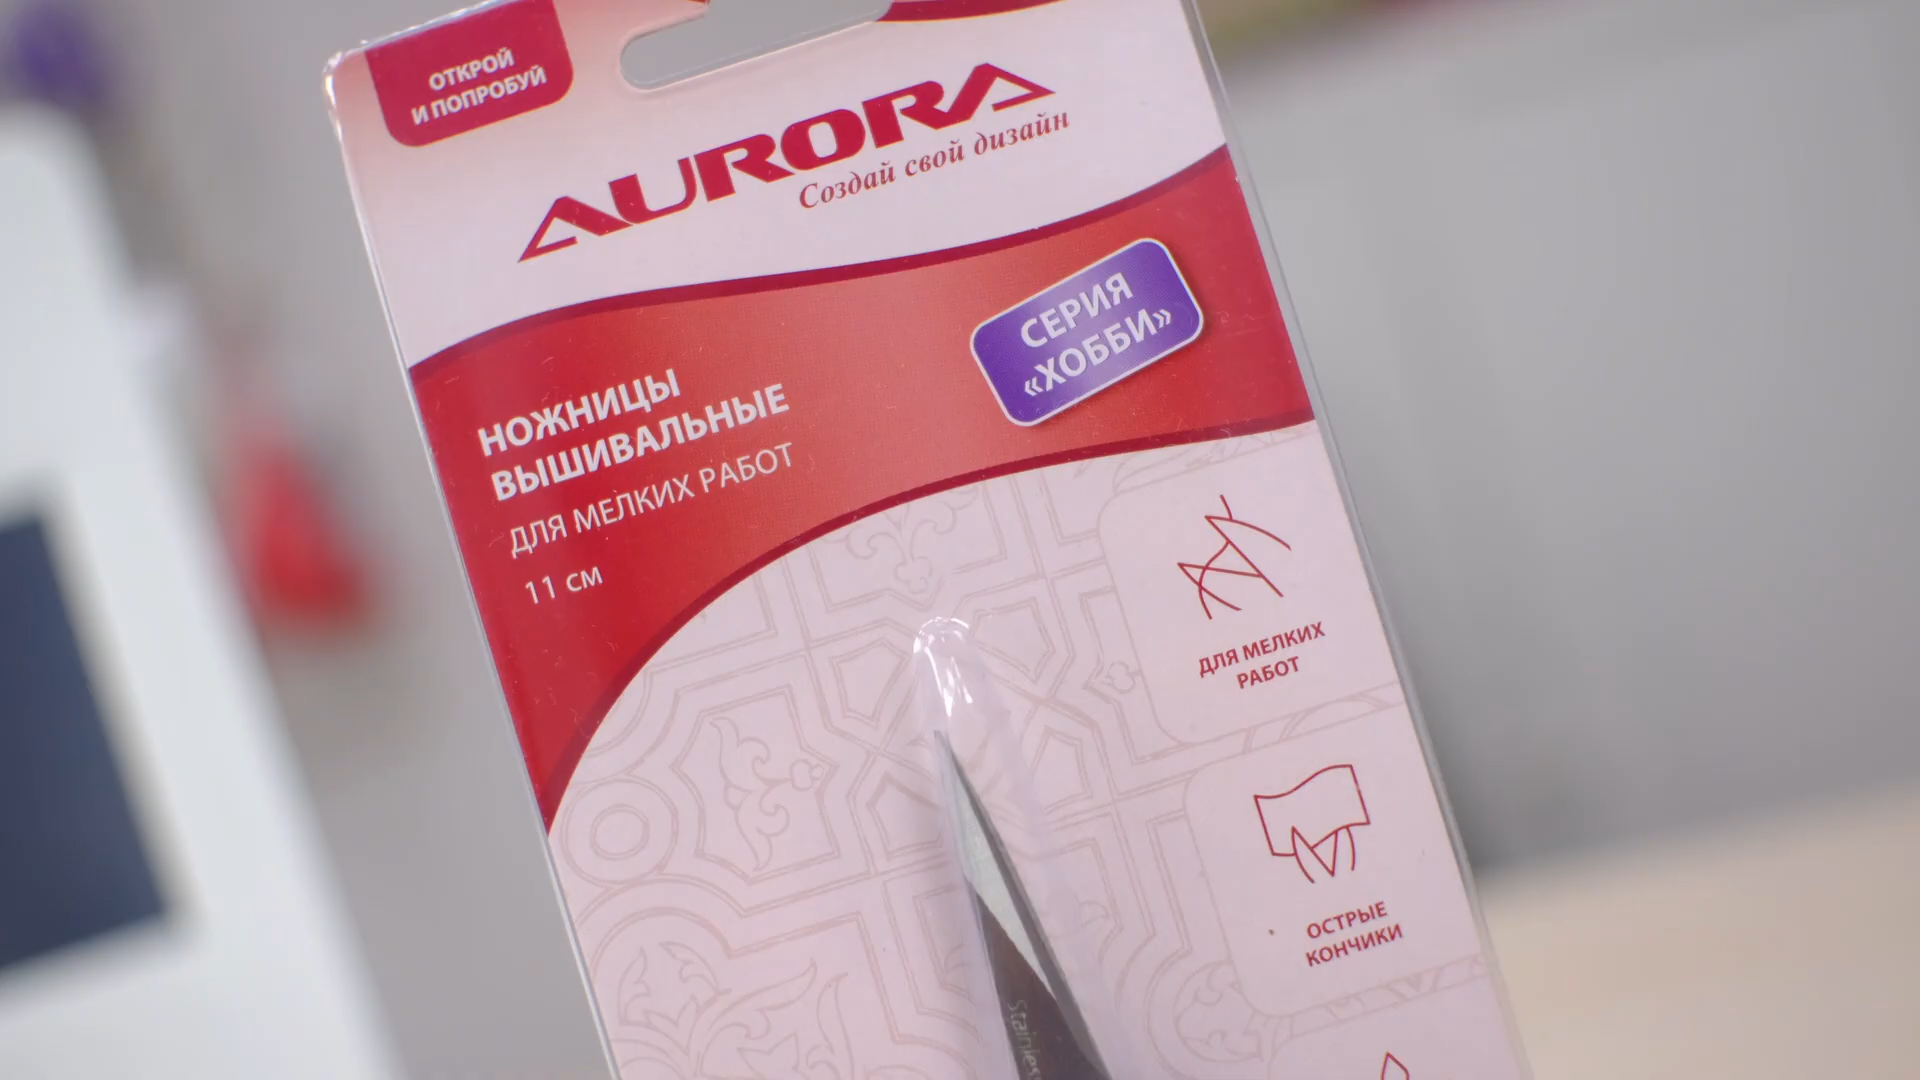 ОТКРОЙ
И ПОПРОБУЙ
AURORA
Создай свой дизайн
СЕРИЯ
«ХОББИ»
НОЖНИЦЫ
ВЫШИВАЛЬНЫЕ
ДЛЯ МЕЛКИХ РАБОТ
11 см
ДЛЯ МЕЛКИХ
РАБОТ
ОСТРЫЕ
КОНЧИКИ